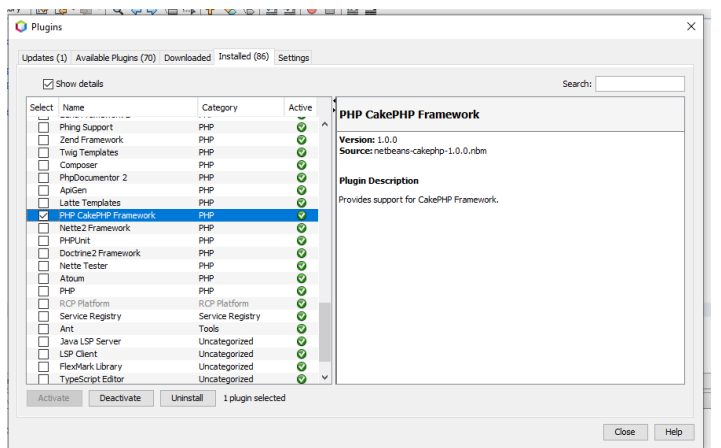 Plugins
Updates (1) Available Plugins (70) Downloaded Installed (86) Settings
Show details Search:
Select Name Category Active
Phing Support PHP
Zend Framework PHP
Twig Templates PHP
Composer PHP
PhpDocumentor 2 PHP
ApiGen PHP
Latte Templates PHP
PHP CakePHP Framework PHP
Nette2 Framework PHP
PHPUnit PHP
Doctrine2 Framework PHP
Nette Tester PHP
Atoum PHP
PHP PHP
RCP Platform RCP Platform
Service Registry Service Registry
Ant Tools
Java LSP Server Uncategorized
LSP Client Uncategorized
FlexMark Library Uncategorized
TypeScript Editor Uncategorized
PHP CakePHP Framework
Version: 1.0.0
Source: netbeans-cakephp-1.0.0.nbm
Plugin Description
Provides support for CakePHP Framework.
Activate Deactivate Uninstall 1 plugin selected
Close Help